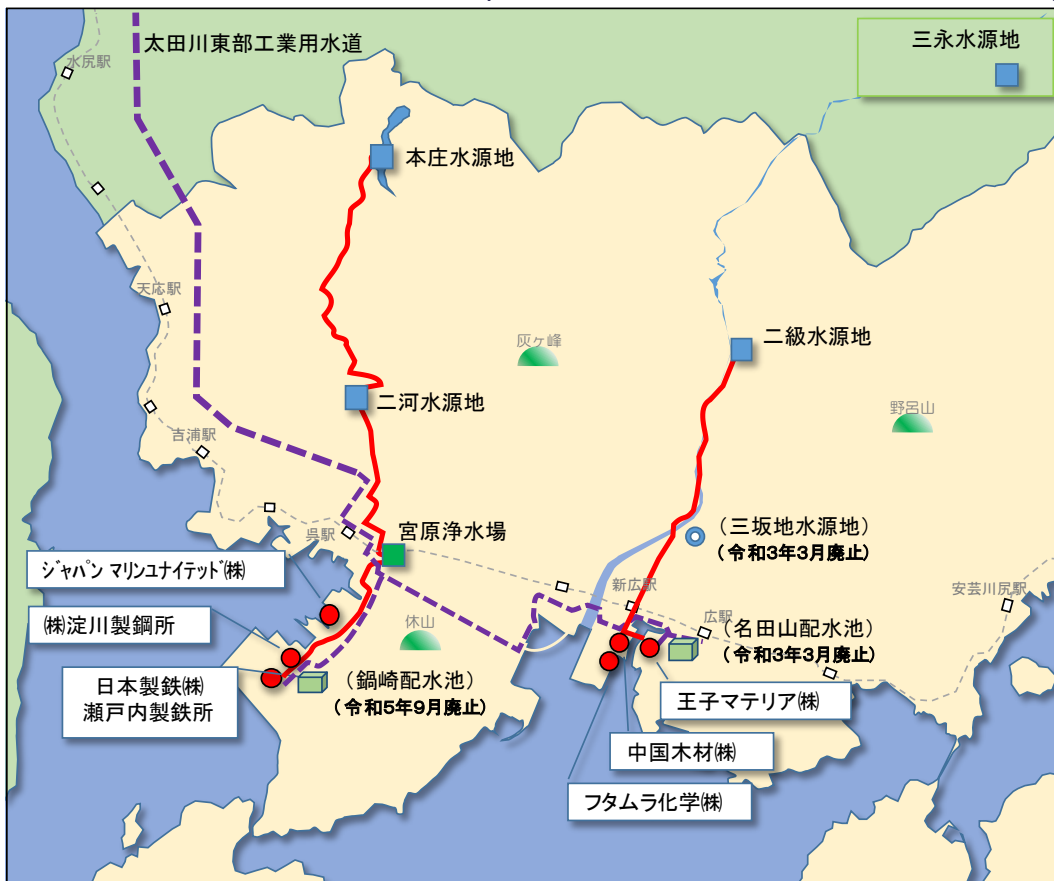 太田川東部工業用水道
三永水源地
水尻駅
本庄水源地
天応駅
灰ヶ峰
二級水源地
二河水源地
野呂山
吉浦駅
呉駅
宮原浄水場
(三坂地水源地)
(令和3年3月廃止)
ジャパン マリンユナイテッド㈱
新広駅
安芸川尻駅
㈱淀川製鋼所
休山
広駅
(名田山配水池)
(令和3年3月廃止)
日本製鉄㈱
瀬戸内製鉄所
(鍋崎配水池)
(令和5年9月廃止)
王子マテリア㈱
中国木材㈱
フタムラ化学㈱